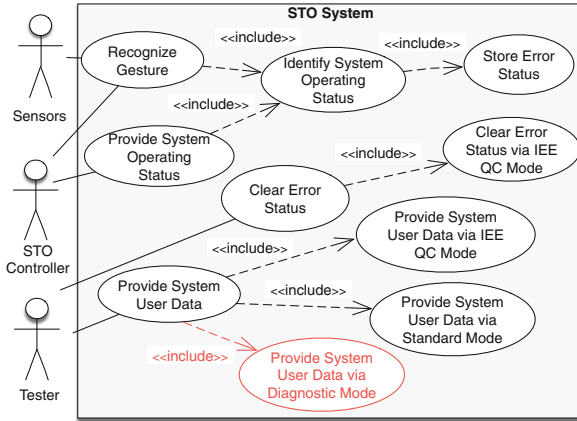 STO System
<<include>>
<<include>>
Recognize
Gesture
Identify System
Operating
Status
Store Error
Status
Sensors
<<include>>
Provide System
Operating
Status
Clear Error
Status via IEE
QC Mode
<<include>>
Clear Error
Status
STO
Controller
Provide System
User Data via IEE
QC Mode
<<include>>
Provide System
User Data
<<include>>
Provide System
User Data via
Standard Mode
<<include>>
Provide System
User Data via
Diagnostic Mode
Tester